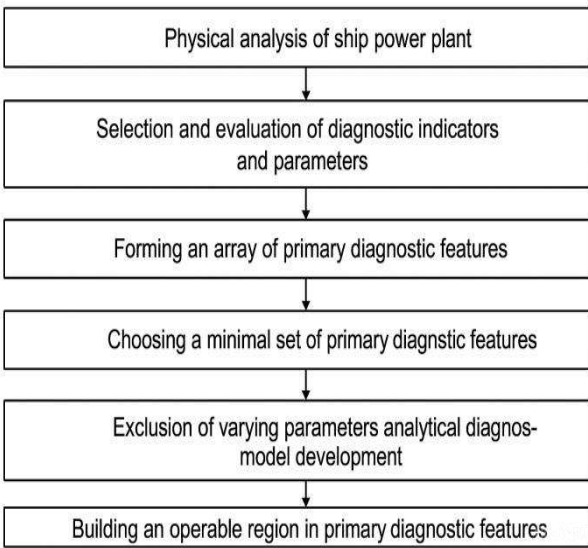 Physical analysis of ship power plant
Selection and evaluation of diagnostic indicators
and parameters
Forming an array of primary diagnostic features
Choosing a minimal set of primary diagnstic features
Exclusion of varying parameters analytical diagnos-
model development
Building an operable region in primary diagnostic features